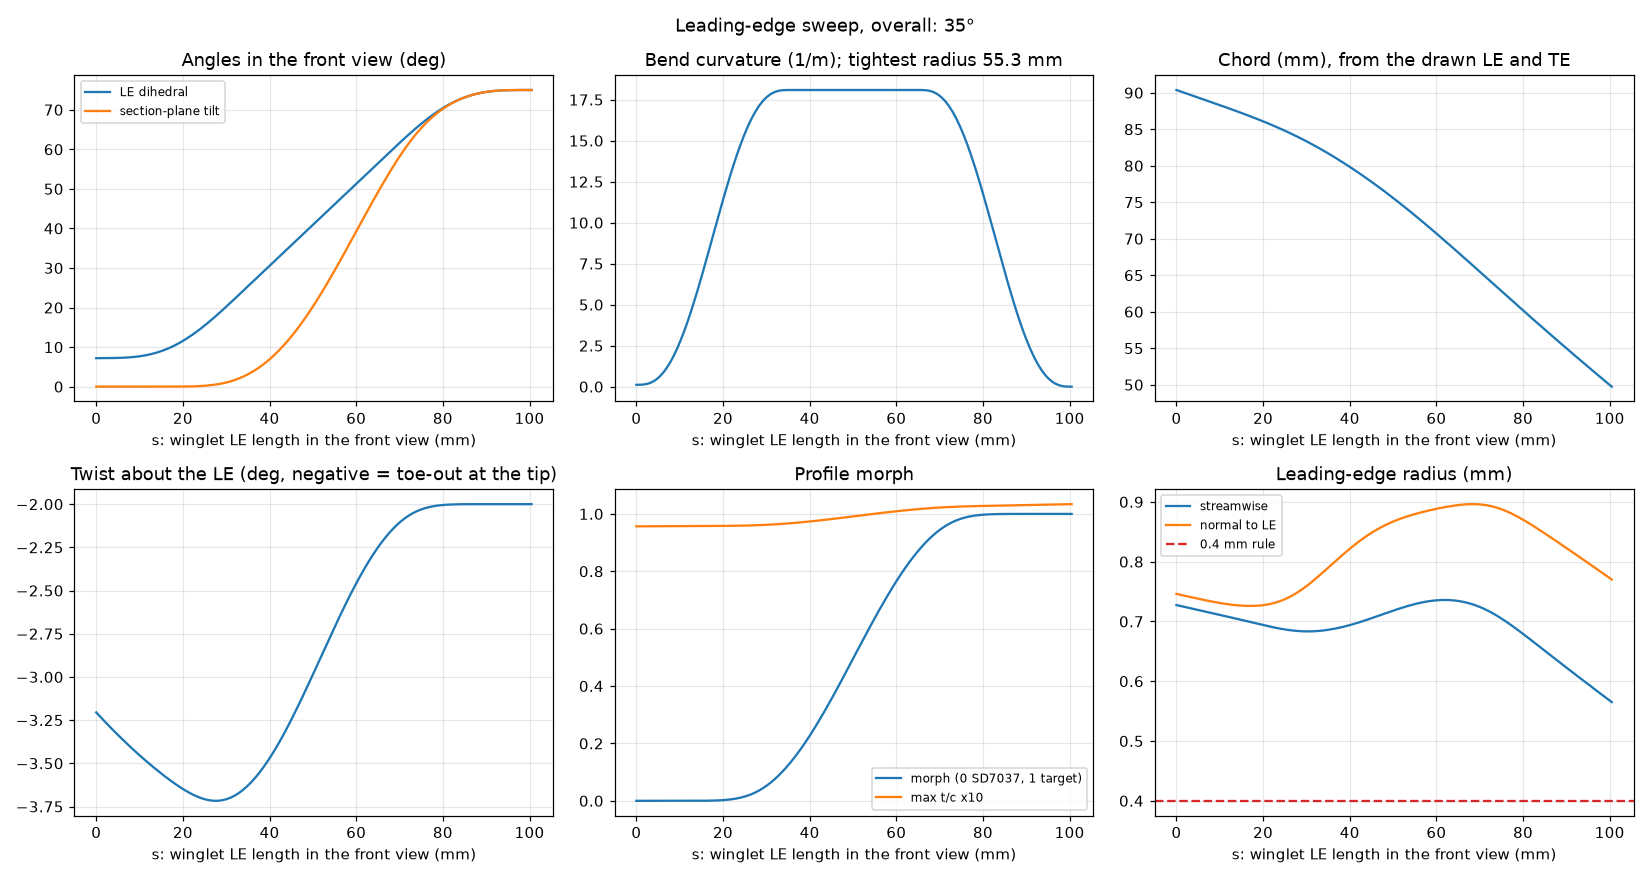 Leading-edge sweep, overall: 35°
Angles in the front view (deg)
LE dihedral
section-plane tilt
70
60
50
40
30
20
10
0
0 20 40 60 80 100
s: winglet LE length in the front view (mm)
Bend curvature (1/m); tightest radius 55.3 mm
17.5
15.0
12.5
10.0
7.5
5.0
2.5
0.0
0 20 40 60 80 100
s: winglet LE length in the front view (mm)
Chord (mm), from the drawn LE and TE
90
85
80
75
70
65
60
55
50
0 20 40 60 80 100
s: winglet LE length in the front view (mm)
Twist about the LE (deg, negative = toe-out at the tip)
−2.00
−2.25
−2.50
−2.75
−3.00
−3.25
−3.50
−3.75
0 20 40 60 80 100
s: winglet LE length in the front view (mm)
Profile morph
1.0
0.8
0.6
0.4
0.2
0.0
morph (0 SD7037, 1 target)
max t/c x10
0 20 40 60 80 100
s: winglet LE length in the front view (mm)
Leading-edge radius (mm)
streamwise
normal to LE
0.4 mm rule
0.9
0.8
0.7
0.6
0.5
0.4
0 20 40 60 80 100
s: winglet LE length in the front view (mm)